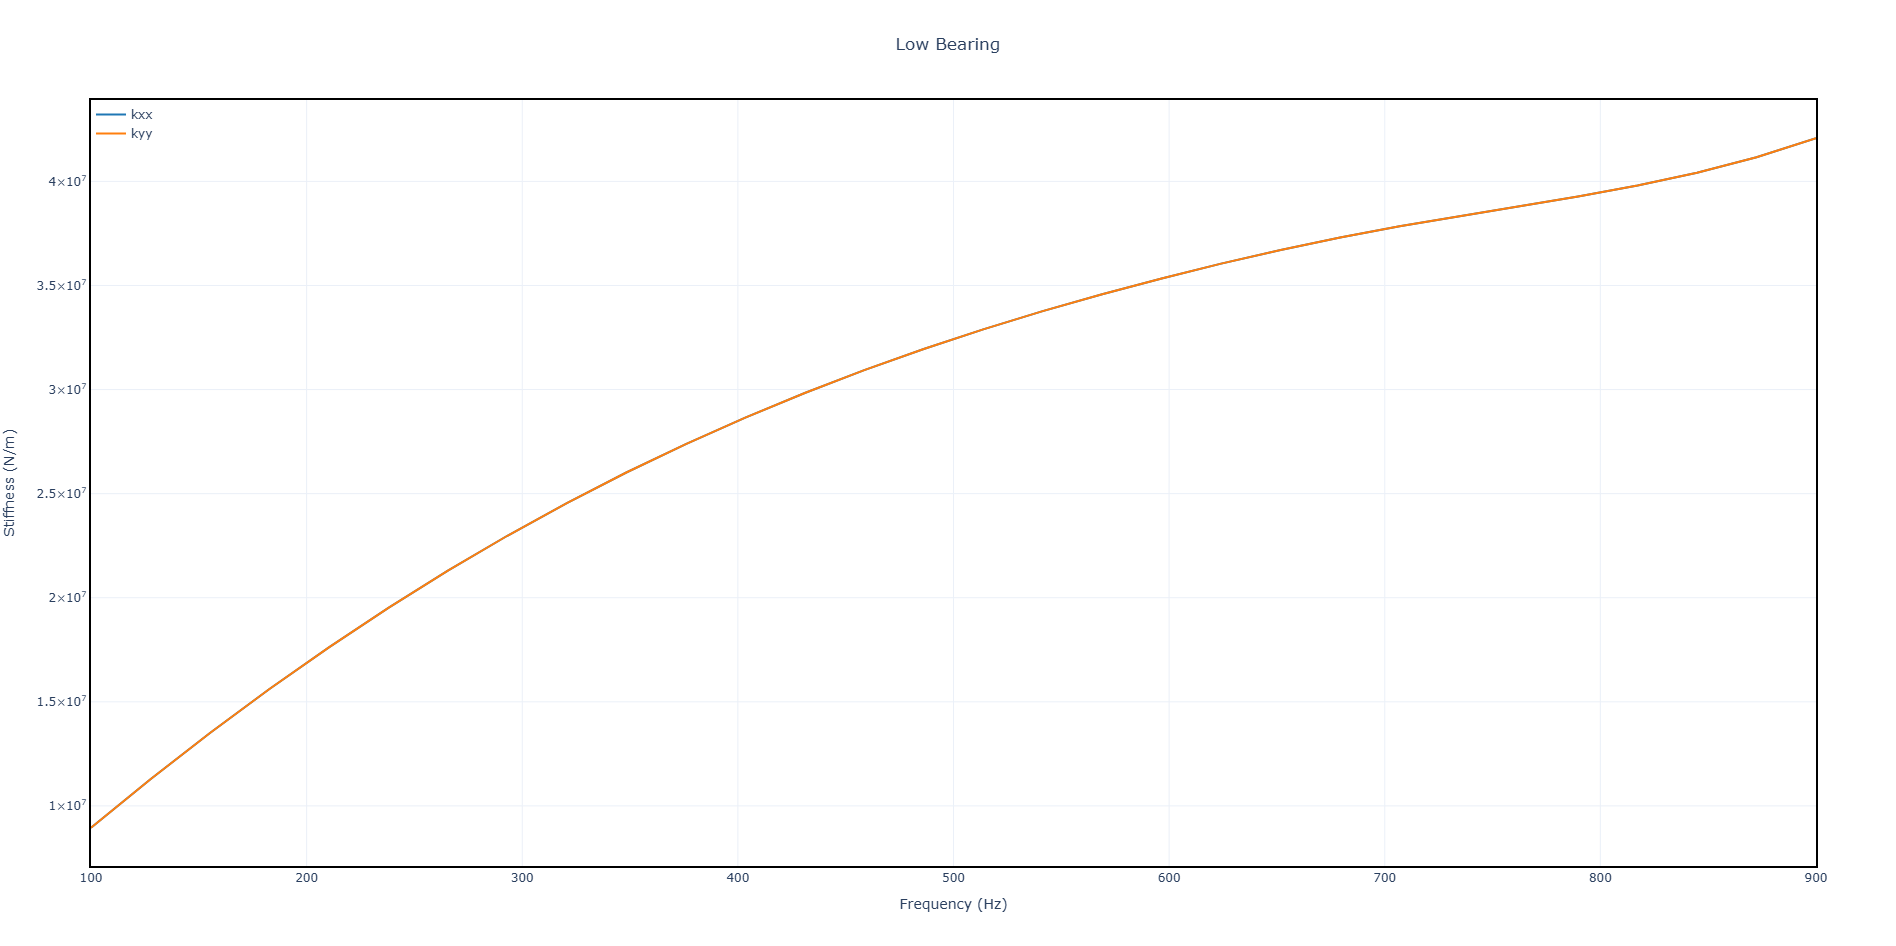 Low Bearing
kxx
kyy
4×10⁷
3.5×10⁷
3×10⁷
2.5×10⁷
2×10⁷
1.5×10⁷
1×10⁷
Stiffness (N/m)
100 200 300 400 500 600 700 800 900
Frequency (Hz)